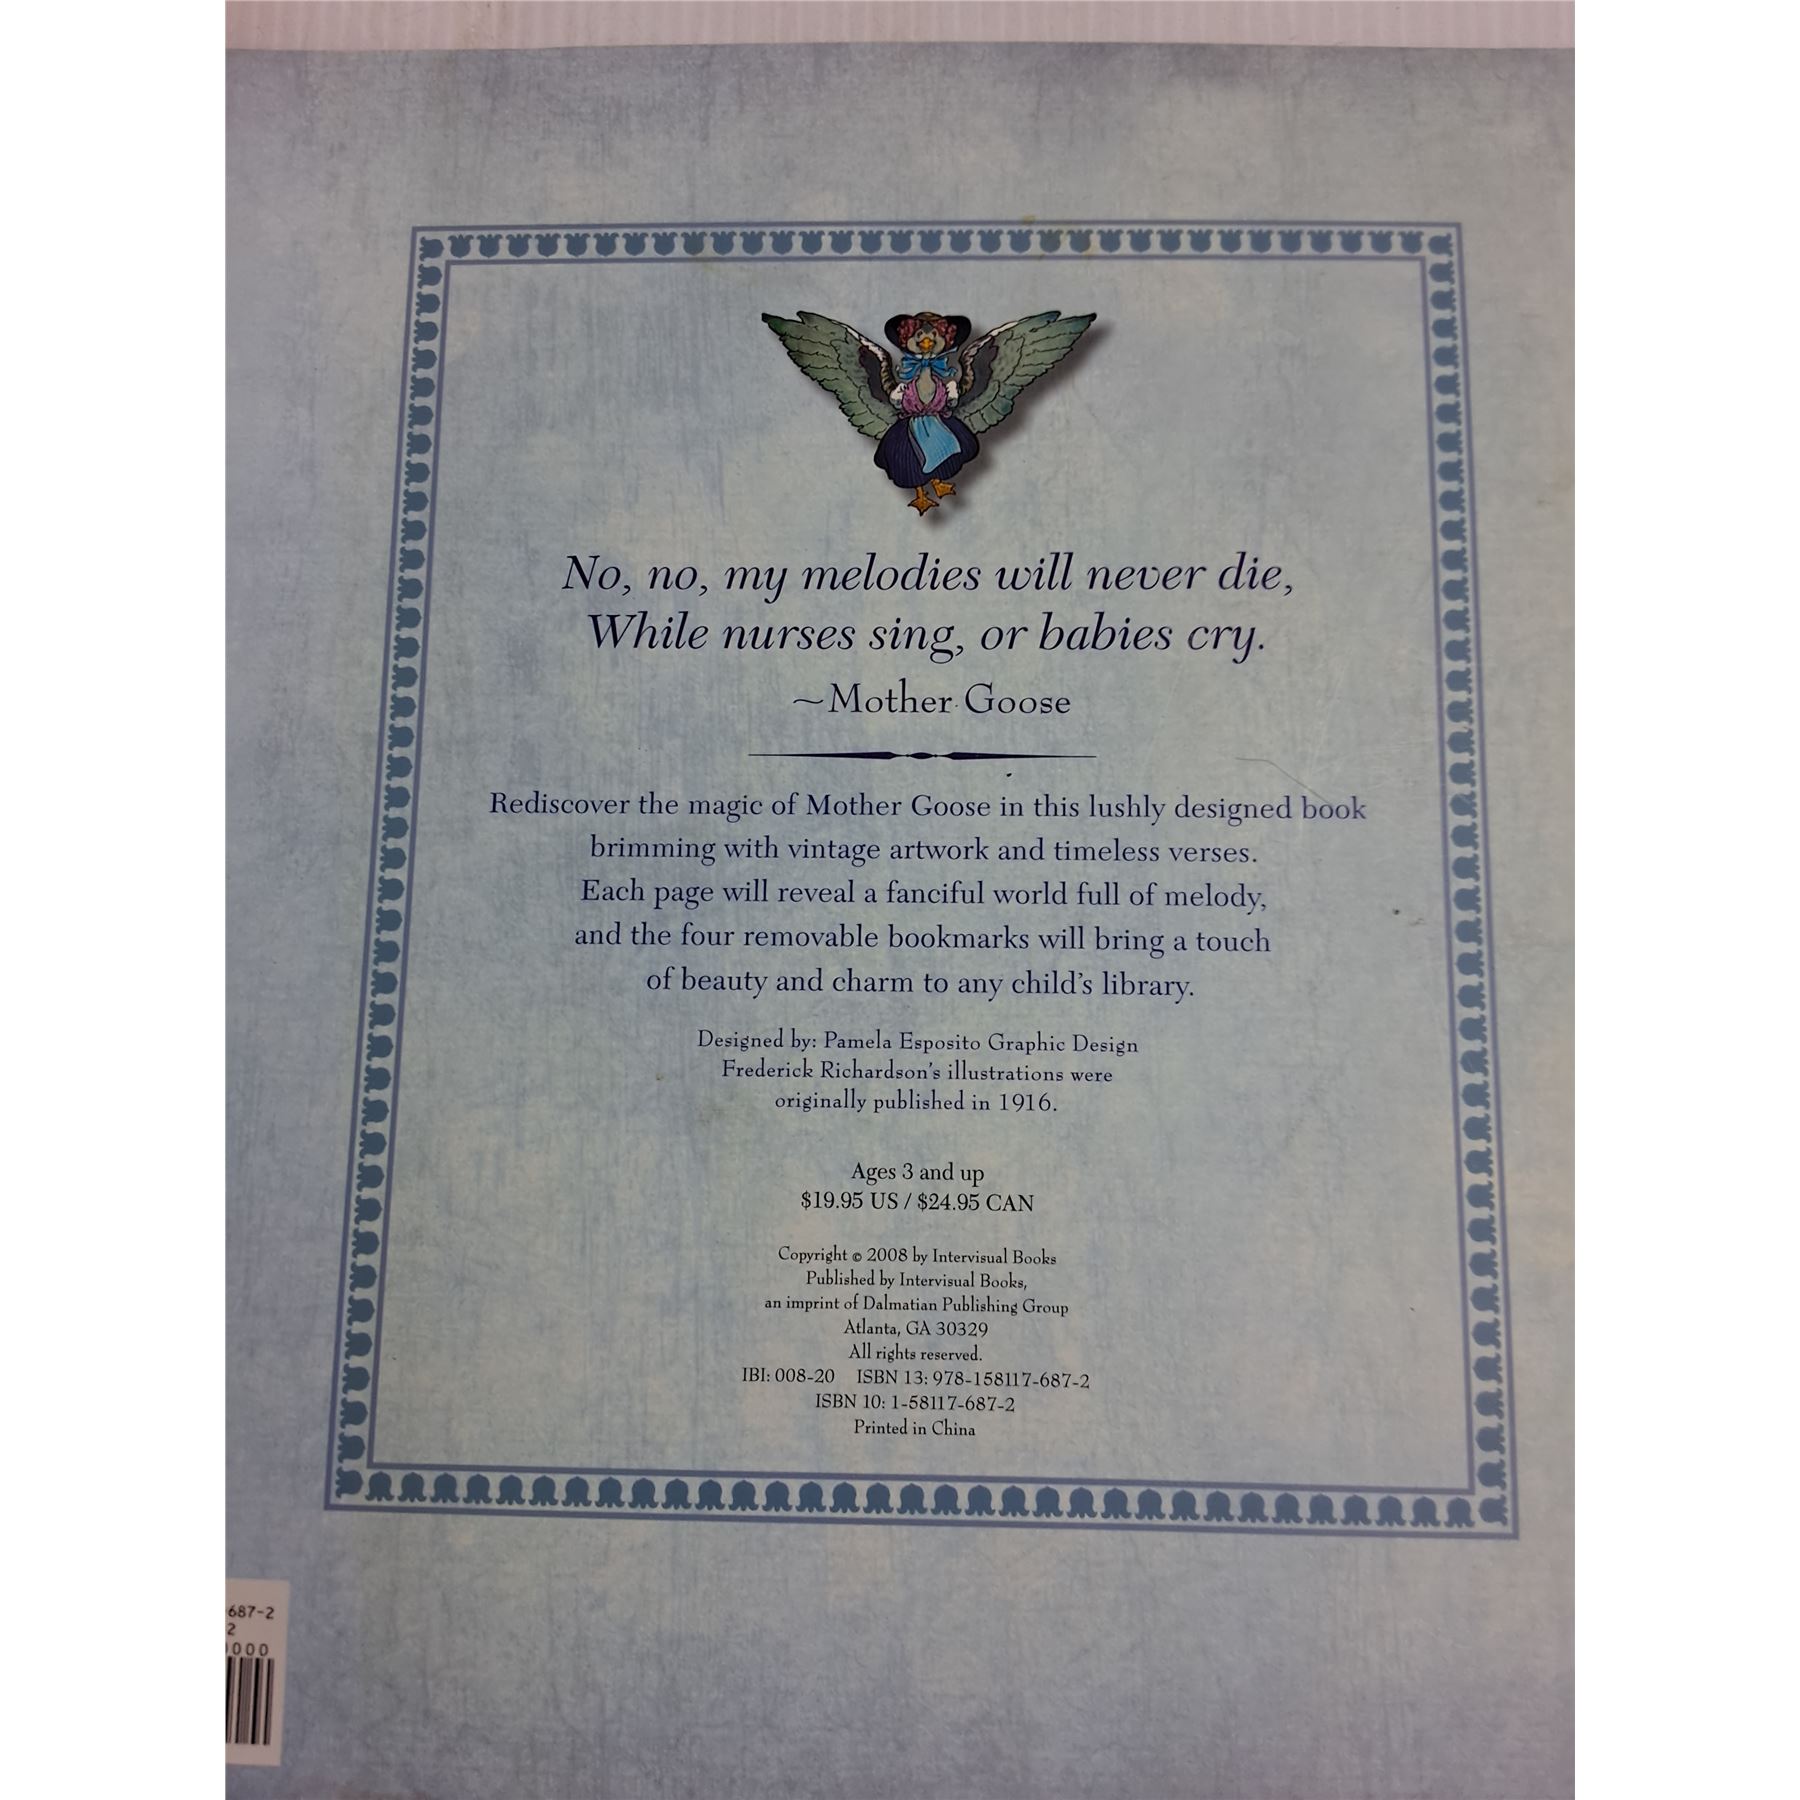 No, no, my melodies will never die,
While nurses sing, or babies cry.
~Mother Goose
Rediscover the magic of Mother Goose in this lushly designed book
brimming with vintage artwork and timeless verses.
Each page will reveal a fanciful world full of melody,
and the four removable bookmarks will bring a touch
of beauty and charm to any child's library.
Designed by: Pamela Esposito Graphic Design
Frederick Richardson's illustrations were
originally published in 1916.
Ages 3 and up
$19.95 US / $24.95 CAN
Copyright © 2008 by Intervisual Books
Published by Intervisual Books,
an imprint of Dalmatian Publishing Group
Atlanta, GA 30329
All rights reserved.
IBI: 008-20 ISBN 13: 978-158117-687-2
ISBN 10: 1-58117-687-2
Printed in China
-687-2
2
0000